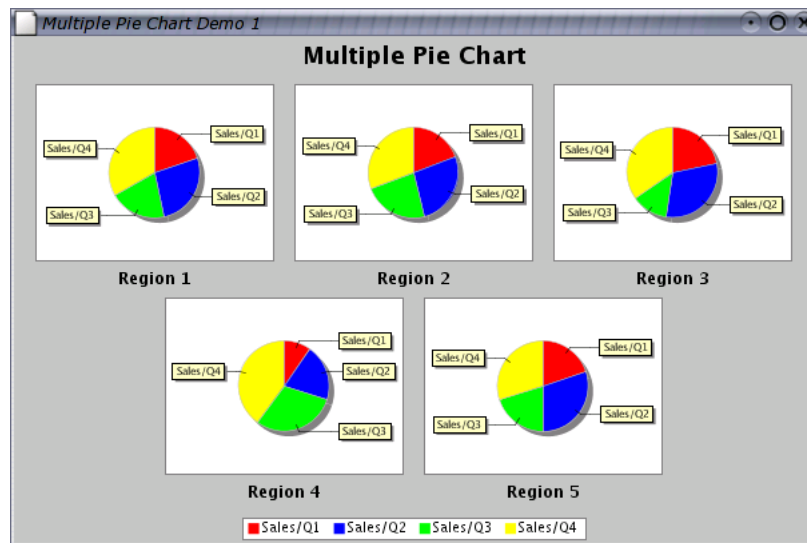 Multiple Pie Chart Demo 1
Multiple Pie Chart
Sales/Q1
Sales/Q4
Sales/Q2
Sales/Q3
Region 1
Sales/Q1
Sales/Q4
Sales/Q2
Sales/Q3
Region 2
Sales/Q1
Sales/Q4
Sales/Q2
Sales/Q3
Region 3
Sales/Q1
Sales/Q4
Sales/Q2
Sales/Q3
Region 4
Sales/Q1
Sales/Q4
Sales/Q2
Sales/Q3
Region 5
Sales/Q1 Sales/Q2 Sales/Q3 Sales/Q4